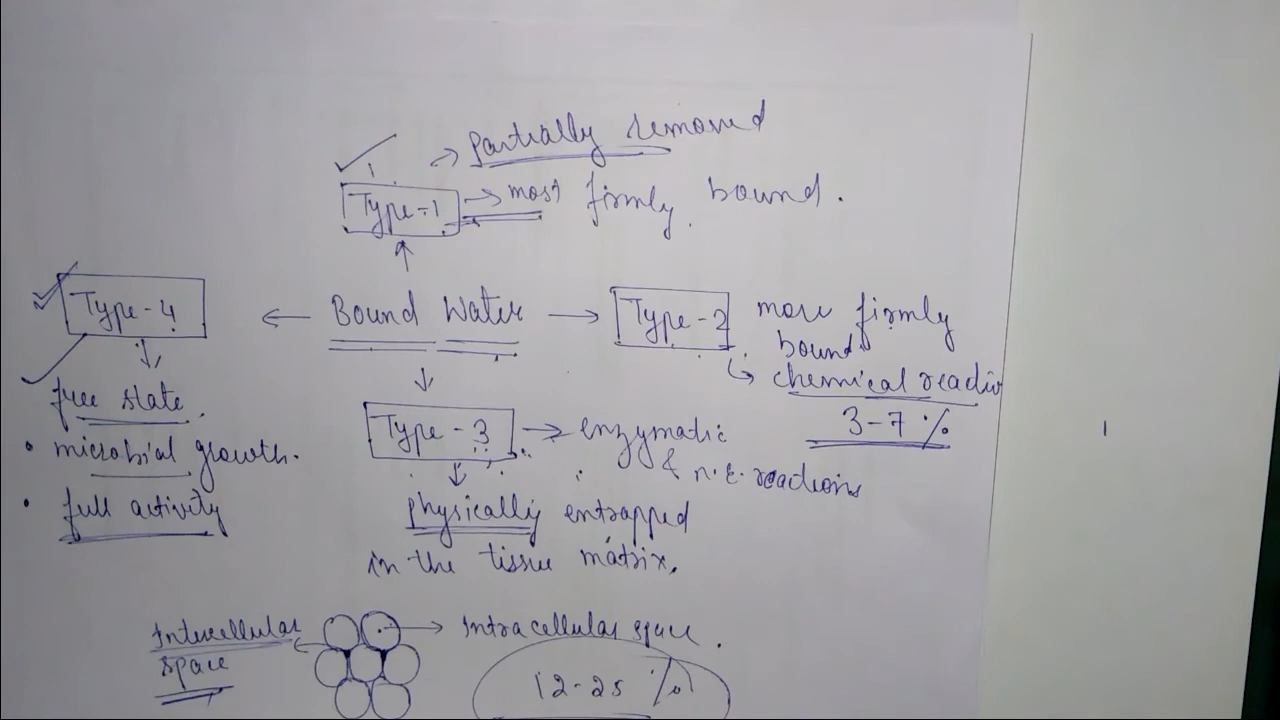 partially removed
Type-1 → most firmly bound.
Type-4 ← Bound Water → Type-2 more firmly
bound
chemical reactio
3-7%
free state.
• microbial growth.
• full activity
Type-3 → enzymatic
& n.E. reactions
physically entrapped
in the tissue matrix.
Intercellular
space
Intracellular space.
12-25 %